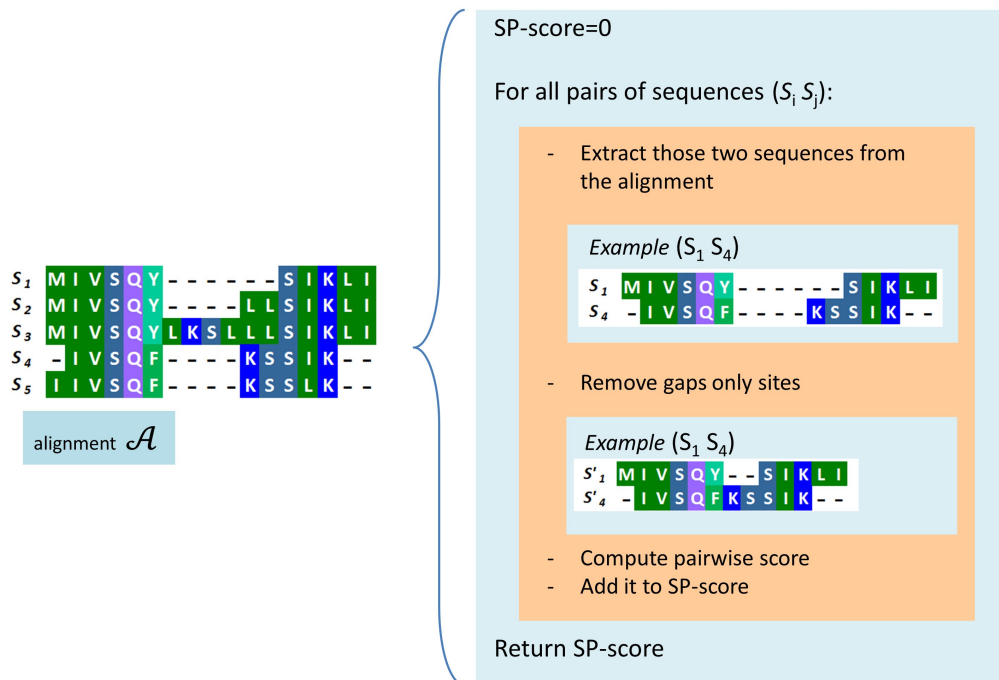 S1 M I V S Q Y - - - - - - S I K L I
S2 M I V S Q Y - - - - L L S I K L I
S3 M I V S Q Y L K S L L L S I K L I
S4 - I V S Q F - - - - K S S I K - -
S5 I I V S Q F - - - - K S S L K - -
alignment 𝒜
SP-score=0
For all pairs of sequences (Si Sj):
- Extract those two sequences from
the alignment
Example (S1 S4)
S1 M I V S Q Y - - - - - - S I K L I
S4 - I V S Q F - - - - K S S I K - -
- Remove gaps only sites
Example (S1 S4)
S'1 M I V S Q Y - - S I K L I
S'4 - I V S Q F K S S I K - -
- Compute pairwise score
- Add it to SP-score
Return SP-score